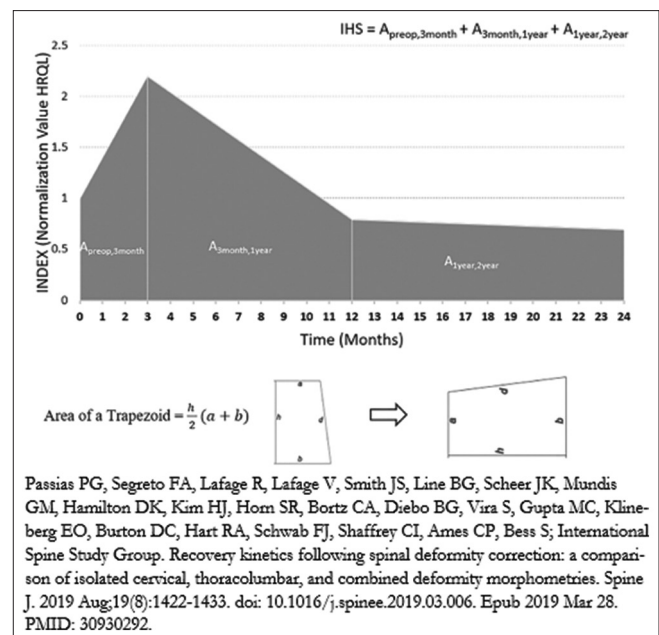 IHS = Apreop,3month + A3month,1year + A1year,2year
INDEX (Normalization Value HRQL)
2.5
2
1.5
1
0.5
0
Apreop,3month
A3month,1year
A1year,2year
0 1 2 3 4 5 6 7 8 9 10 11 12 13 14 15 16 17 18 19 20 21 22 23 24
Time (Months)
Area of a Trapezoid = h/2 (a + b)
a
h
d
b
d
a
b
h
Passias PG, Segreto FA, Lafage R, Lafage V, Smith JS, Line BG, Scheer JK, Mundis
GM, Hamilton DK, Kim HJ, Horn SR, Bortz CA, Diebo BG, Vira S, Gupta MC, Kline-
berg EO, Burton DC, Hart RA, Schwab FJ, Shaffrey CI, Ames CP, Bess S; International
Spine Study Group. Recovery kinetics following spinal deformity correction: a compari-
son of isolated cervical, thoracolumbar, and combined deformity morphometries. Spine
J. 2019 Aug;19(8):1422-1433. doi: 10.1016/j.spinee.2019.03.006. Epub 2019 Mar 28.
PMID: 30930292.